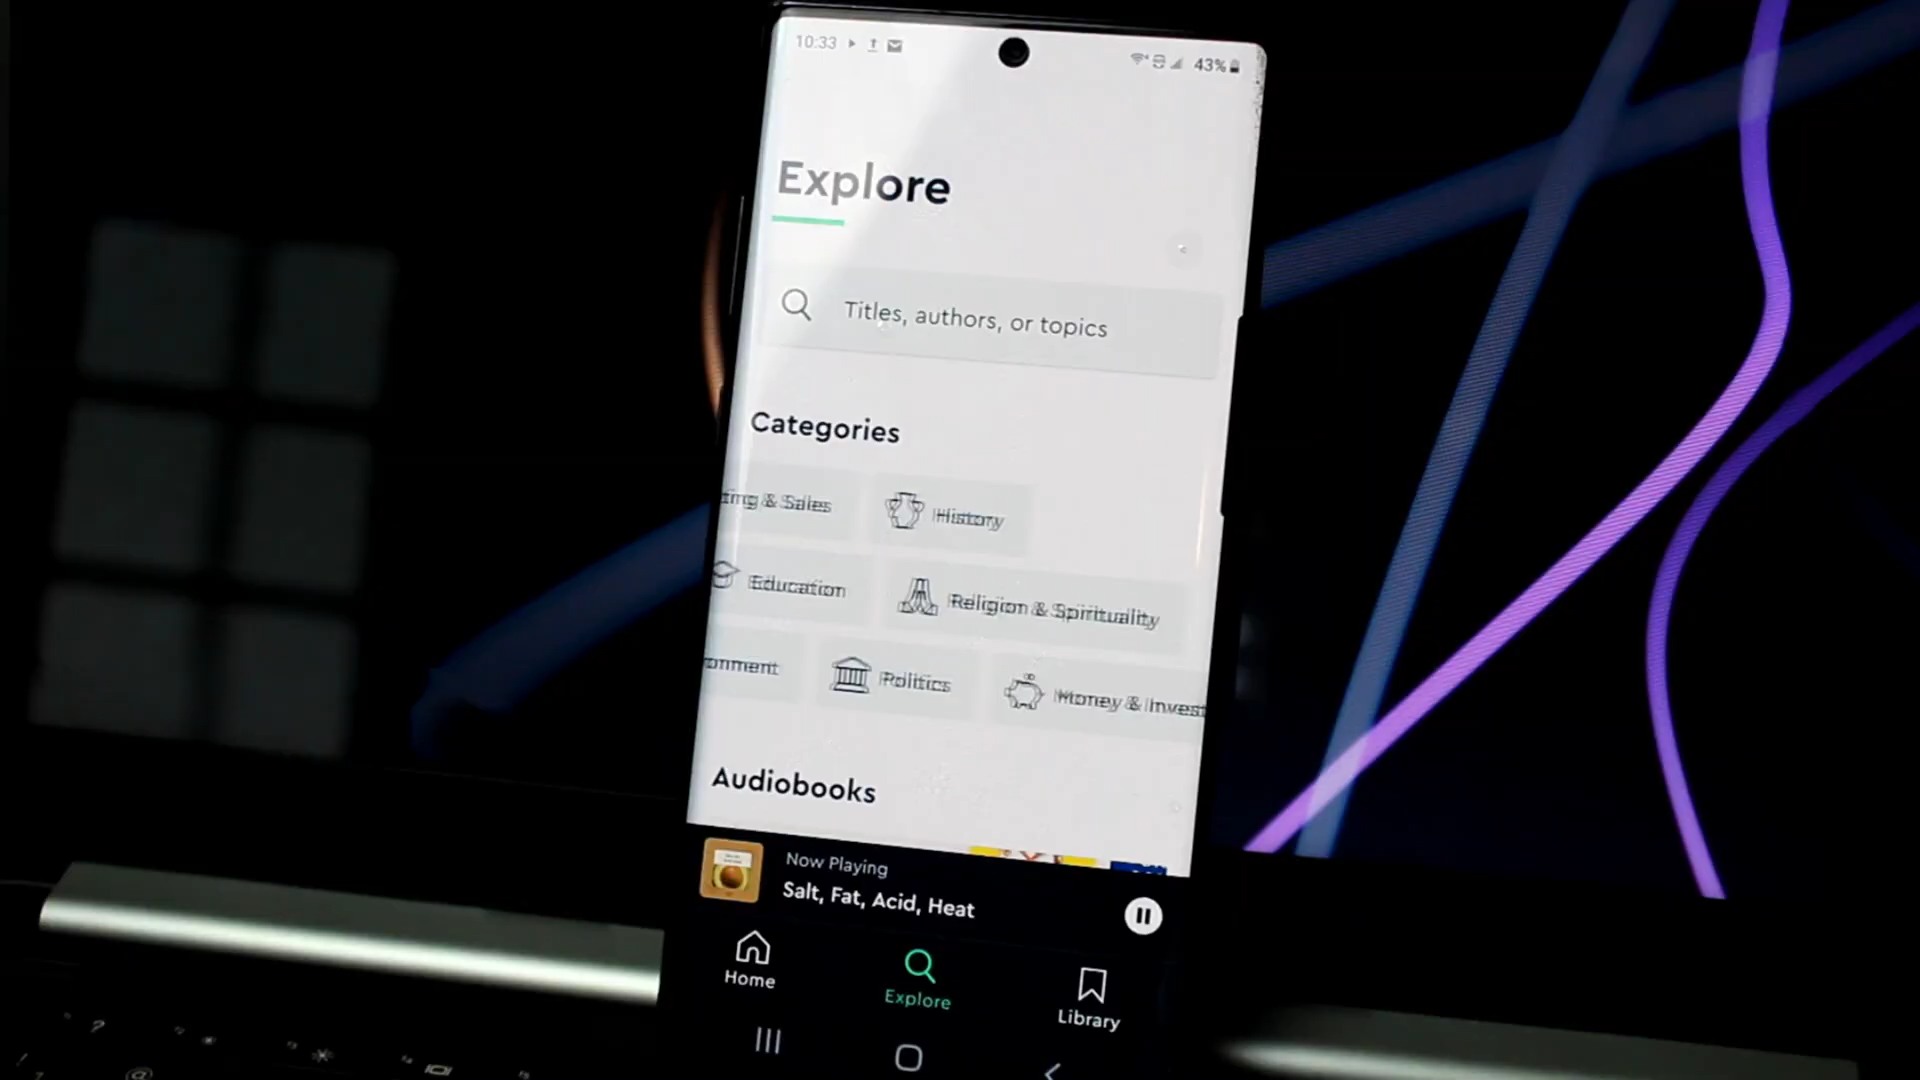 10:33
43%
Explore
Titles, authors, or topics
Categories
ting & Sales
History
Education
Religion & Spirituality
onment
Politics
Money & Invest
Audiobooks
Now Playing
Salt, Fat, Acid, Heat
Home
Explore
Library
?
*
!
@